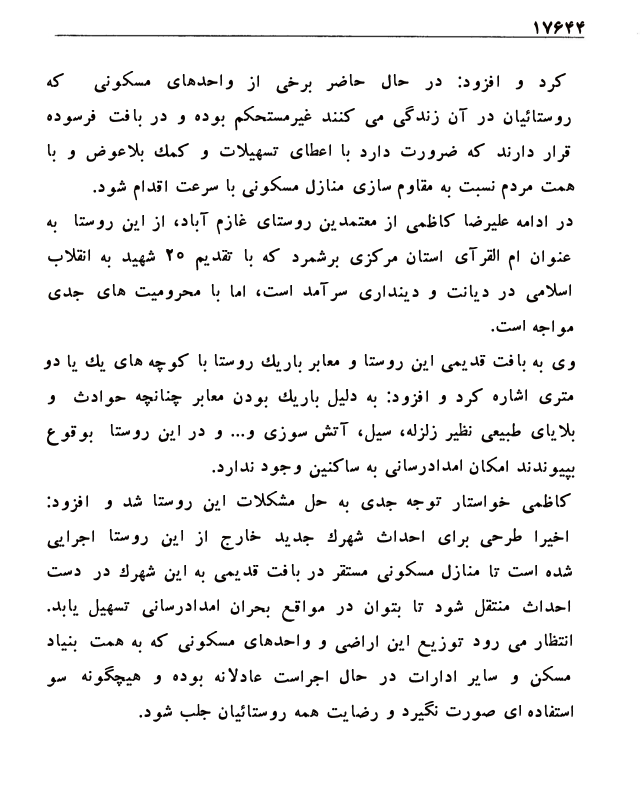 ۱۷۶۴۴
کرد و افزود: در حال حاضر برخی از واحدهای مسکونی که
روستائیان در آن زندگی می کنند غیرمستحکم بوده و در بافت فرسوده
قرار دارند که ضرورت دارد با اعطای تسهیلات و کمك بلاعوض و با
همت مردم نسبت به مقاوم سازی منازل مسکونی با سرعت اقدام شود.
در ادامه علیرضا کاظمی از معتمدین روستای غازم آباد، از این روستا به
عنوان ام القرآی استان مرکزی برشمرد که با تقدیم ۲۵ شهید به انقلاب
اسلامی در دیانت و دینداری سرآمد است، اما با محرومیت های جدی
مواجه است.
وی به بافت قدیمی این روستا و معابر باریك روستا با کوچه های یك یا دو
متری اشاره کرد و افزود: به دلیل باریك بودن معابر چنانچه حوادث و
بلایای طبیعی نظیر زلزله، سیل، آتش سوزی و... و در این روستا بوقوع
بپیوندند امکان امدادرسانی به ساکنین وجود ندارد.
کاظمی خواستار توجه جدی به حل مشکلات این روستا شد و افزود:
اخیرا طرحی برای احداث شهرك جدید خارج از این روستا اجرایی
شده است تا منازل مسکونی مستقر در بافت قدیمی به این شهرك در دست
احداث منتقل شود تا بتوان در مواقع بحران امدادرسانی تسهیل یابد.
انتظار می رود توزیع این اراضی و واحدهای مسکونی که به همت بنیاد
مسکن و سایر ادارات در حال اجراست عادلانه بوده و هیچگونه سو
استفاده ای صورت نگیرد و رضایت همه روستائیان جلب شود.